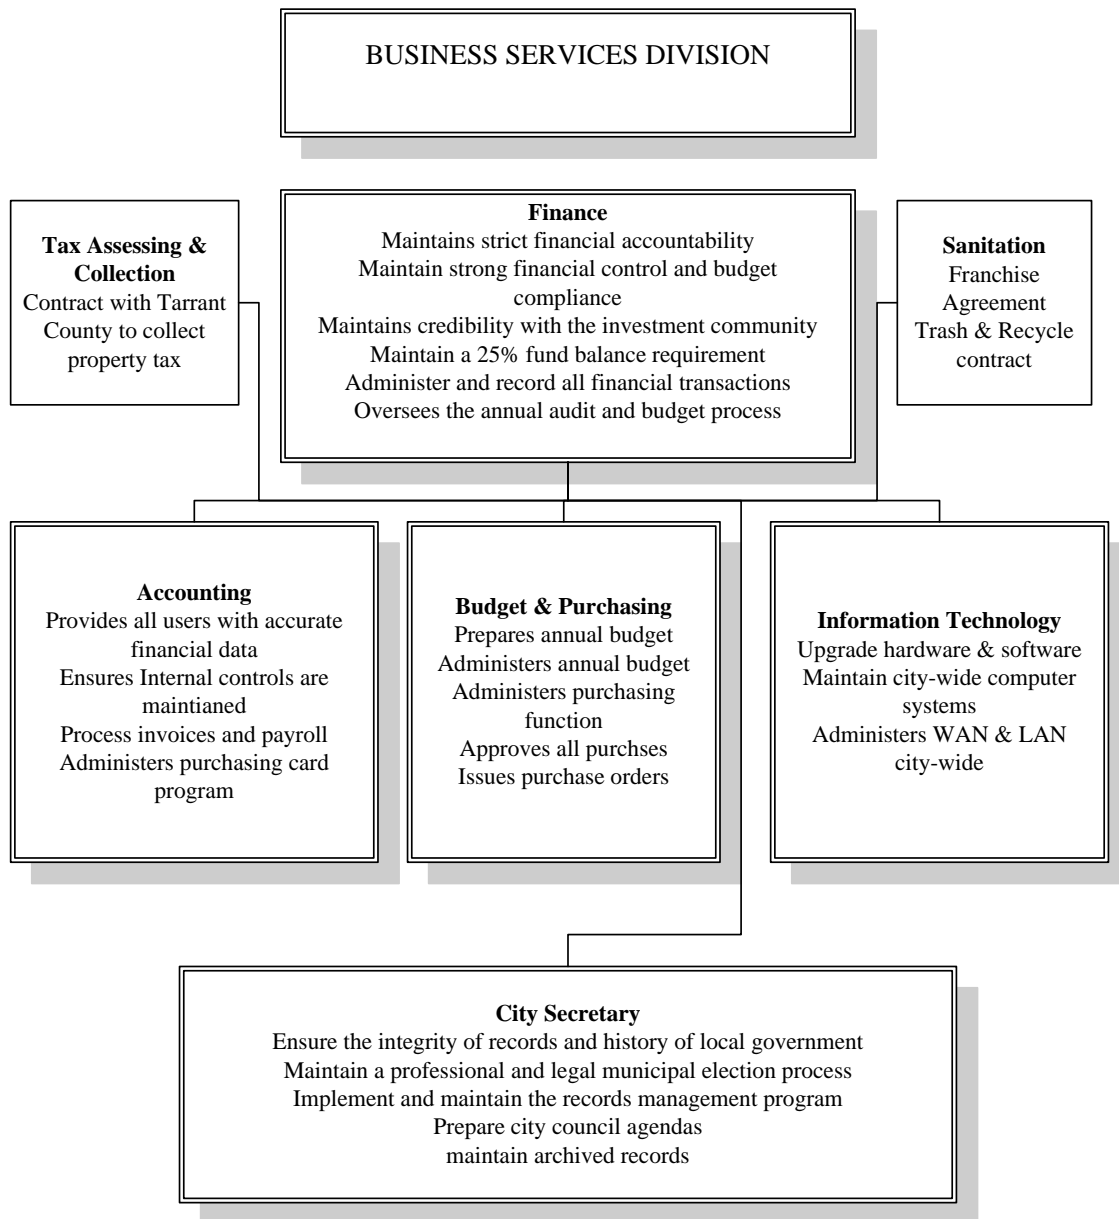 BUSINESS SERVICES DIVISION
Tax Assessing &
Collection
Contract with Tarrant
County to collect
property tax
Finance
Maintains strict financial accountability
Maintain strong financial control and budget
compliance
Maintains credibility with the investment community
Maintain a 25% fund balance requirement
Administer and record all financial transactions
Oversees the annual audit and budget process
Sanitation
Franchise
Agreement
Trash & Recycle
contract
Accounting
Provides all users with accurate
financial data
Ensures Internal controls are
maintianed
Process invoices and payroll
Administers purchasing card
program
Budget & Purchasing
Prepares annual budget
Administers annual budget
Administers purchasing
function
Approves all purchses
Issues purchase orders
Information Technology
Upgrade hardware & software
Maintain city-wide computer
systems
Administers WAN & LAN
city-wide
City Secretary
Ensure the integrity of records and history of local government
Maintain a professional and legal municipal election process
Implement and maintain the records management program
Prepare city council agendas
maintain archived records